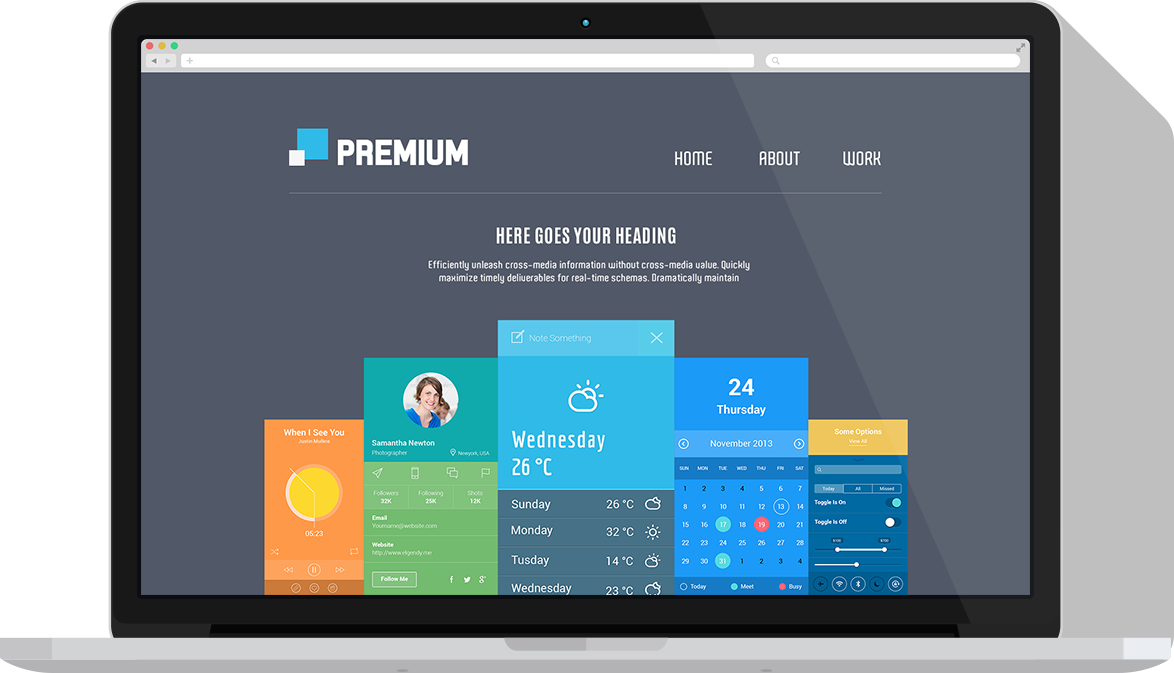 PREMIUM
HOME
ABOUT
WORK
HERE GOES YOUR HEADING
Efficiently unleash cross-media information without cross-media value. Quickly
maximize timely deliverables for real-time schemas. Dramatically maintain
When I See You
Justin Mullins
05:23
Samantha Newton
Photographer
Newyork, USA
Followers
32K
Following
25K
Shots
12K
Email
Yourname@website.com
Website
http://www.elgendy.me
Follow Me
f
g+
Note Something
Wednesday
26 °C
Sunday 26 °C
Monday 32 °C
Tusday 14 °C
Wednesday 23 °C
24
Thursday
November 2013
SUN MON TUE WED THU FRI SAT
1 2 3 4 5 6 7
8 9 10 11 12 13 14
15 16 17 18 19 20 21
22 23 24 25 26 27 28
29 30 31 1 2 3 4
Today Meet Busy
Some Options
View All
Today All Missed
Toggle Is On
Toggle Is Off
$100 $700